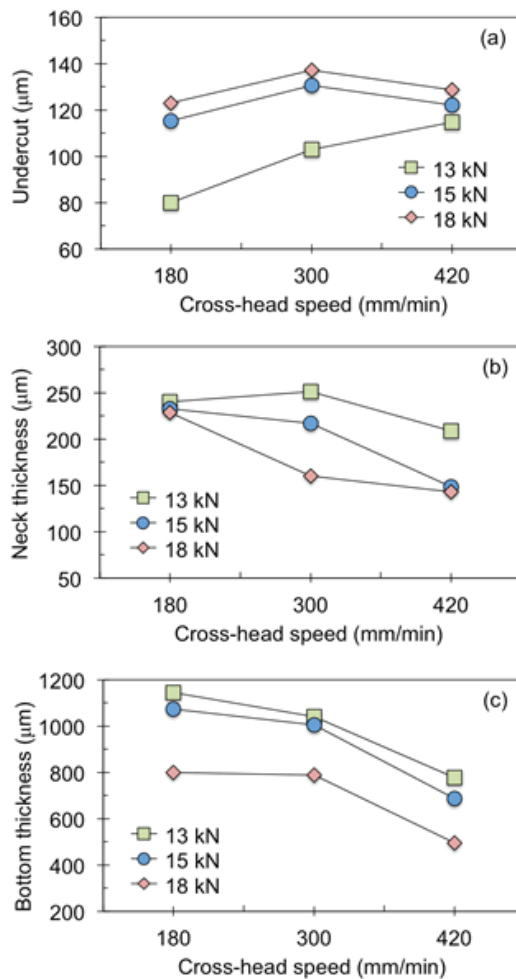 (a)
Undercut (μm)
160
140
120
100
80
60
13 kN
15 kN
18 kN
180 300 420
Cross-head speed (mm/min)
(b)
Neck thickness (μm)
300
250
200
150
100
50
13 kN
15 kN
18 kN
180 300 420
Cross-head speed (mm/min)
(c)
Bottom thickness (μm)
1200
1000
800
600
400
200
13 kN
15 kN
18 kN
180 300 420
Cross-head speed (mm/min)